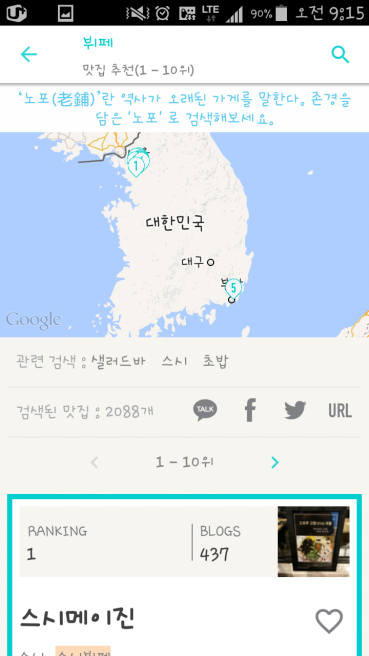 LTE 90% 오전 9:15
뷔페
맛집 추천(1 - 10위)
'노포(老鋪)'란 역사가 오래된 가게를 말한다. 존경을
담은 '노포' 로 검색해보세요.
1
대한민국
대구
5
Google
관련 검색 : 샐러드바 스시 초밥
검색된 맛집 : 2088개 TALK f URL
1 - 10위
RANKING BLOGS
1 437
스시메이진